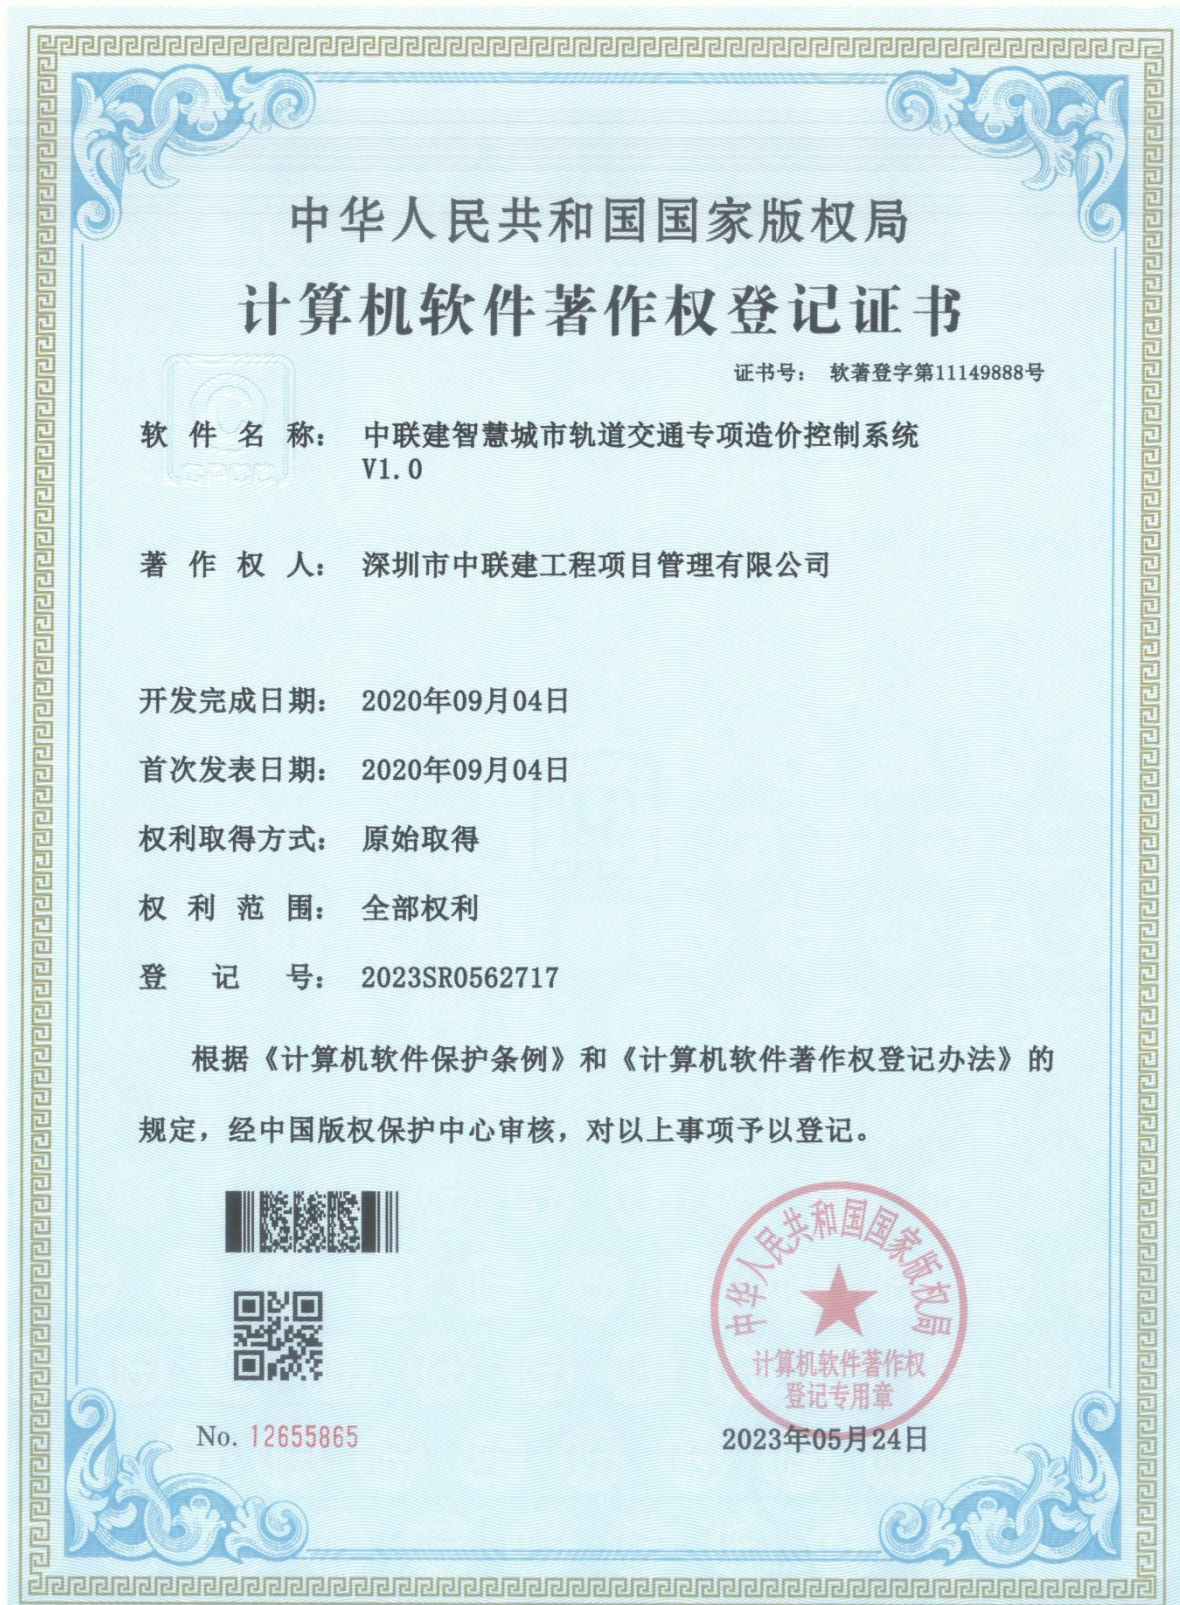 中华人民共和国国家版权局
计算机软件著作权登记证书
证书号： 软著登字第11149888号
软件名称： 中联建智慧城市轨道交通专项造价控制系统
V1.0
著作权人： 深圳市中联建工程项目管理有限公司
开发完成日期： 2020年09月04日
首次发表日期： 2020年09月04日
权利取得方式： 原始取得
权利范围： 全部权利
登记号： 2023SR0562717
根据《计算机软件保护条例》和《计算机软件著作权登记办法》的
规定，经中国版权保护中心审核，对以上事项予以登记。
中华人民共和国国家版权局
计算机软件著作权
登记专用章
No. 12655865
2023年05月24日